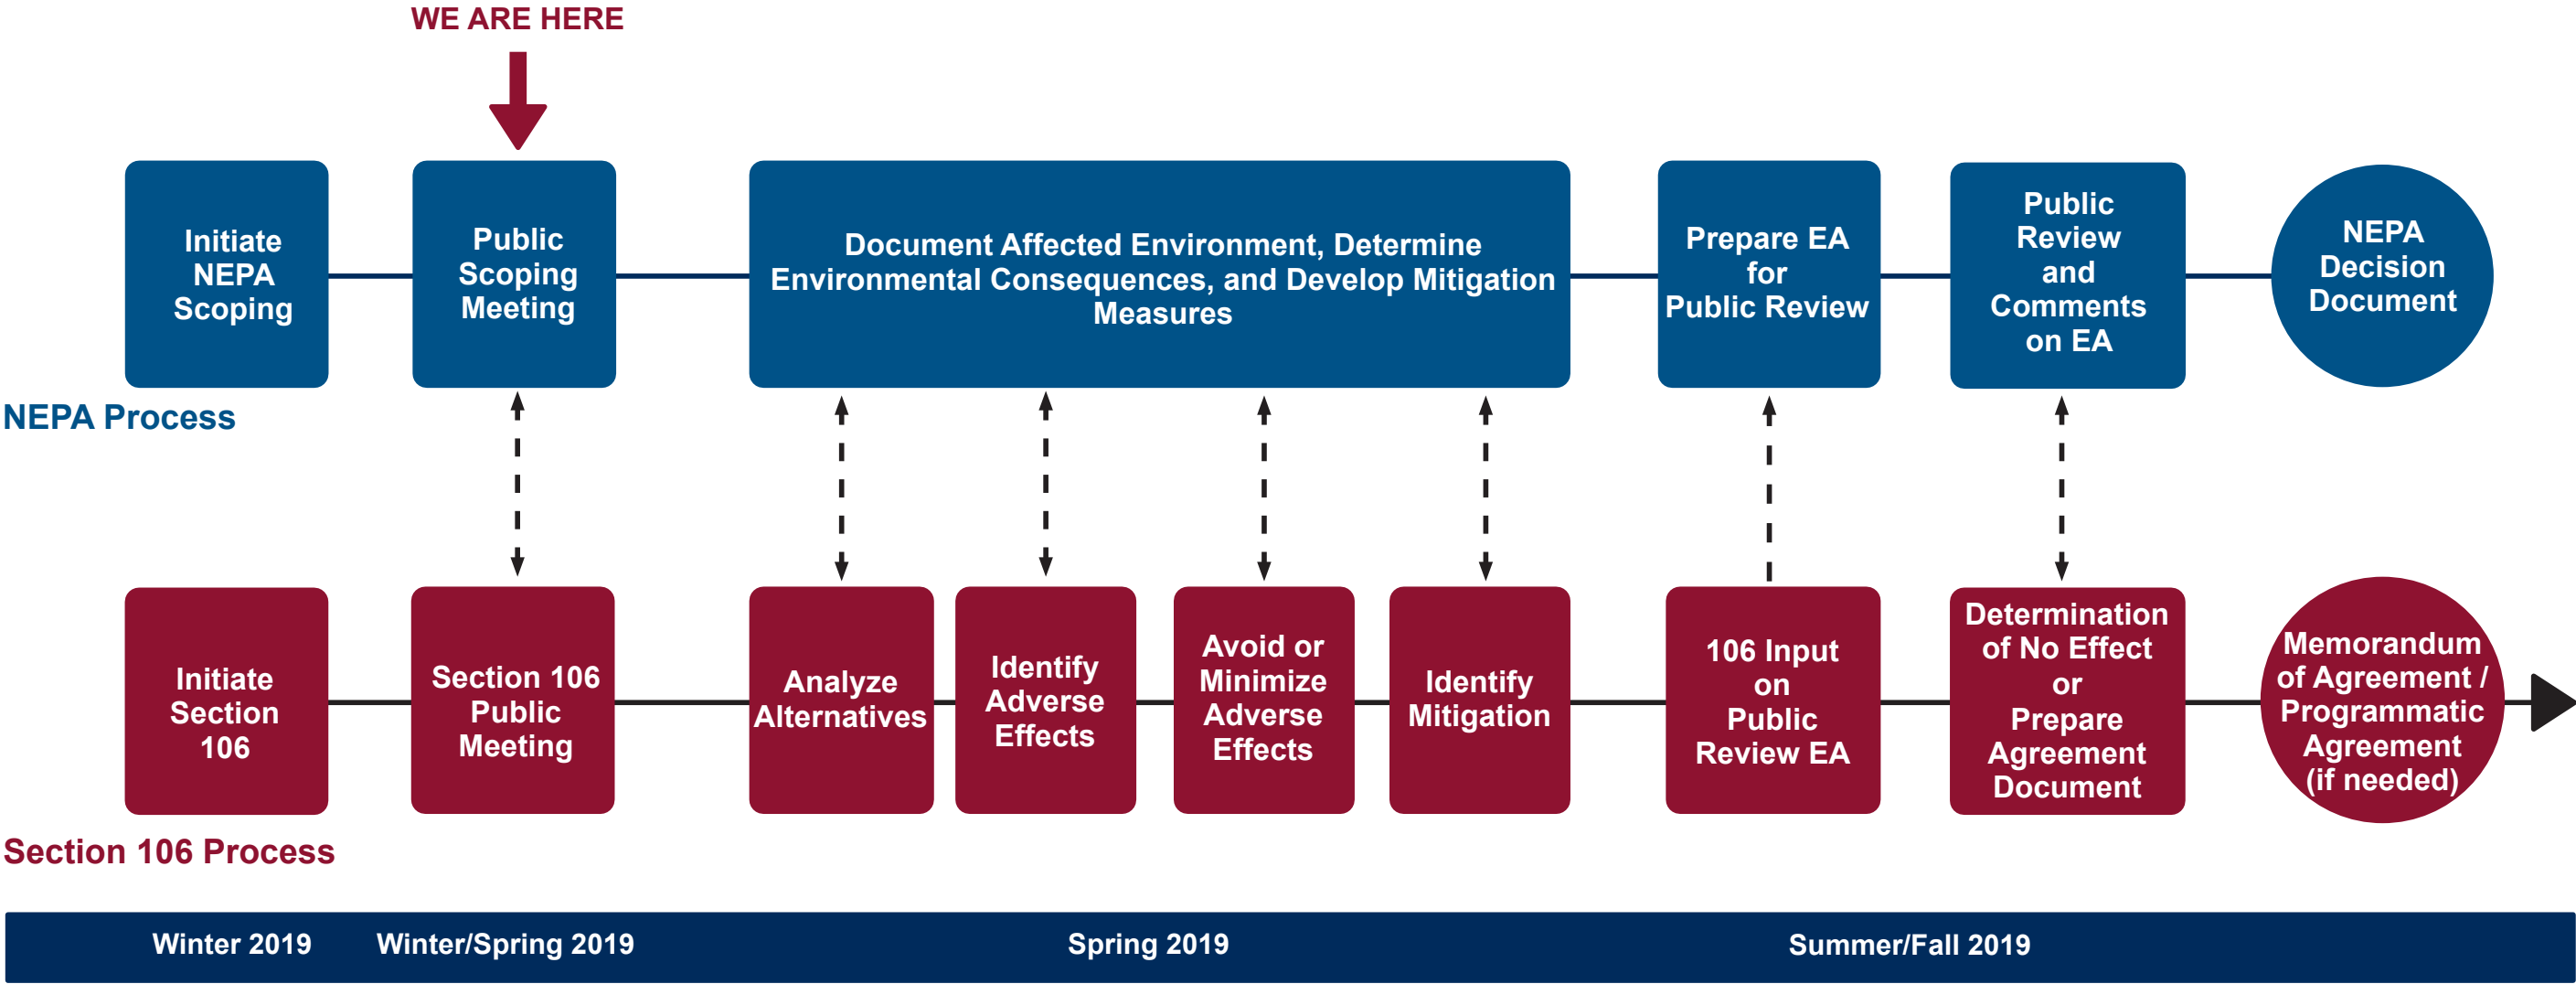 WE ARE HERE
Initiate
NEPA
Scoping
Public
Scoping
Meeting
Document Affected Environment, Determine
Environmental Consequences, and Develop Mitigation
Measures
Prepare EA
for
Public Review
Public
Review
and
Comments
on EA
NEPA
Decision
Document
NEPA Process
Initiate
Section
106
Section 106
Public
Meeting
Analyze
Alternatives
Identify
Adverse
Effects
Avoid or
Minimize
Adverse
Effects
Identify
Mitigation
106 Input
on
Public
Review EA
Determination
of No Effect
or
Prepare
Agreement
Document
Memorandum
of Agreement /
Programmatic
Agreement
(if needed)
Section 106 Process
Winter 2019
Winter/Spring 2019
Spring 2019
Summer/Fall 2019